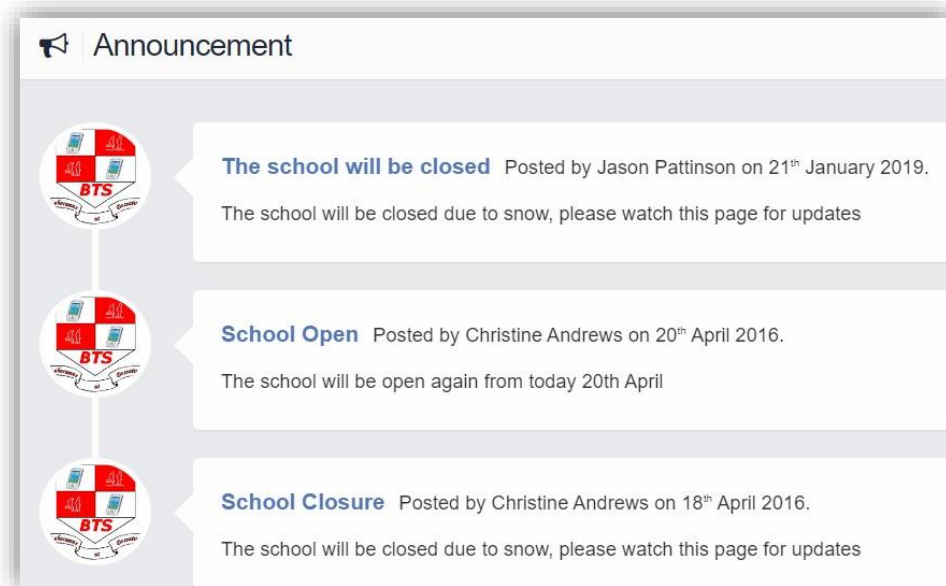 Announcement
The school will be closed Posted by Jason Pattinson on 21th January 2019.
The school will be closed due to snow, please watch this page for updates
BTS
School Open Posted by Christine Andrews on 20th April 2016.
The school will be open again from today 20th April
BTS
School Closure Posted by Christine Andrews on 18th April 2016.
The school will be closed due to snow, please watch this page for updates
BTS